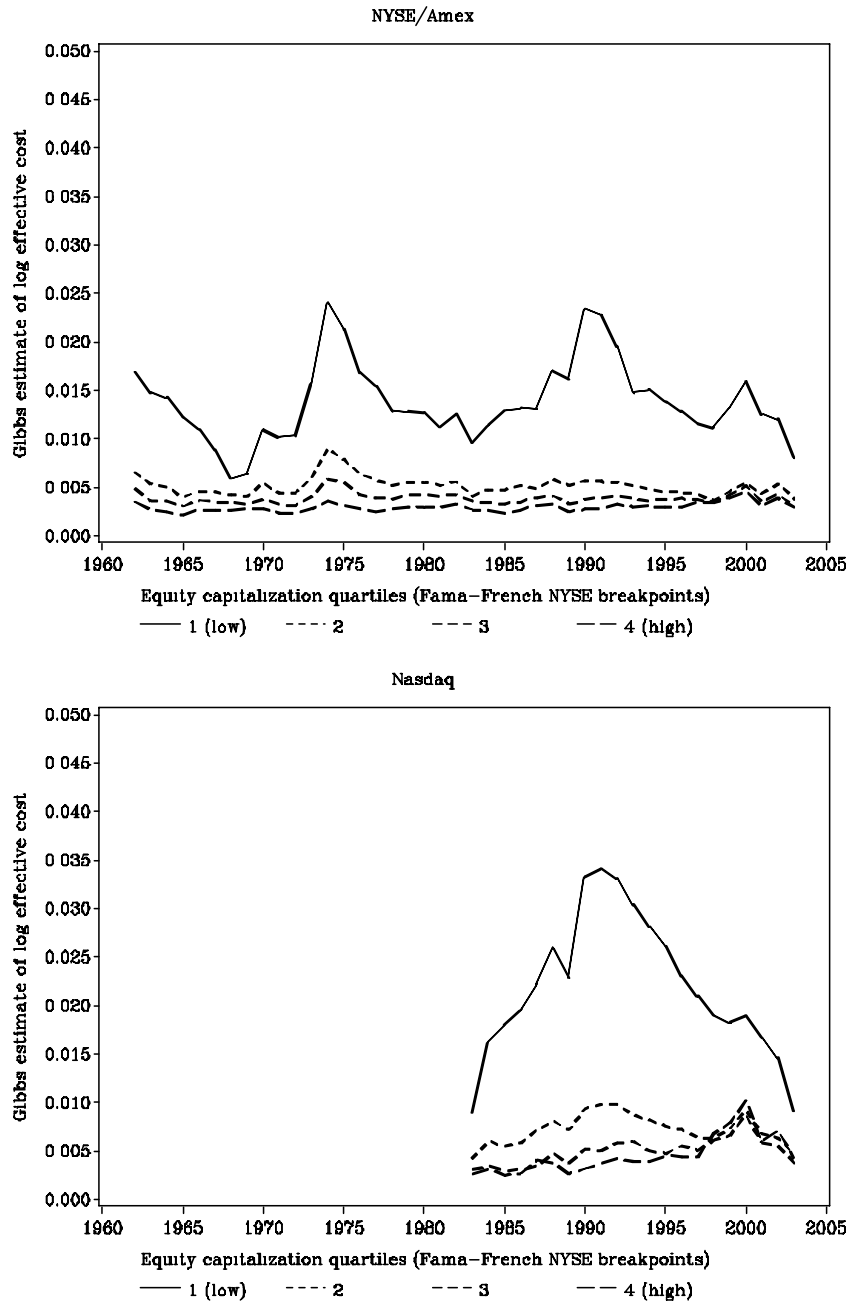 NYSE/Amex
Gibbs estimate of log effective cost
0.050
0 045
0.040
0 035
0.030
0 025
0.020
0 015
0.010
0 005
0.000
1960 1965 1970 1975 1980 1985 1990 1995 2000 2005
Equity capitalization quartiles (Fama-French NYSE breakpoints)
1 (low) 2 3 4 (high)
Nasdaq
Gibbs estimate of log effective cost
0.050
0 045
0.040
0 035
0.030
0 025
0.020
0 015
0.010
0 005
0.000
1960 1965 1970 1975 1980 1985 1990 1995 2000 2005
Equity capitalization quartiles (Fama-French NYSE breakpoints)
1 (low) 2 3 4 (high)